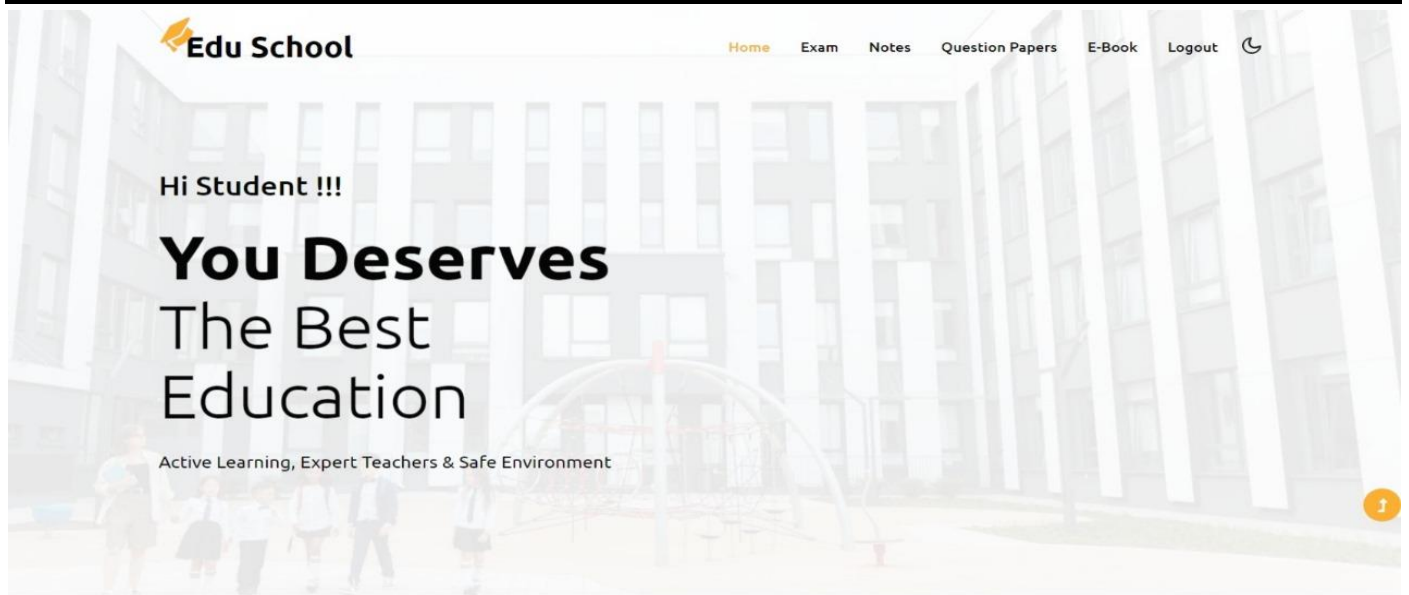 Edu School
Home Exam Notes Question Papers E-Book Logout
Hi Student !!!
You Deserves
The Best
Education
Active Learning, Expert Teachers & Safe Environment